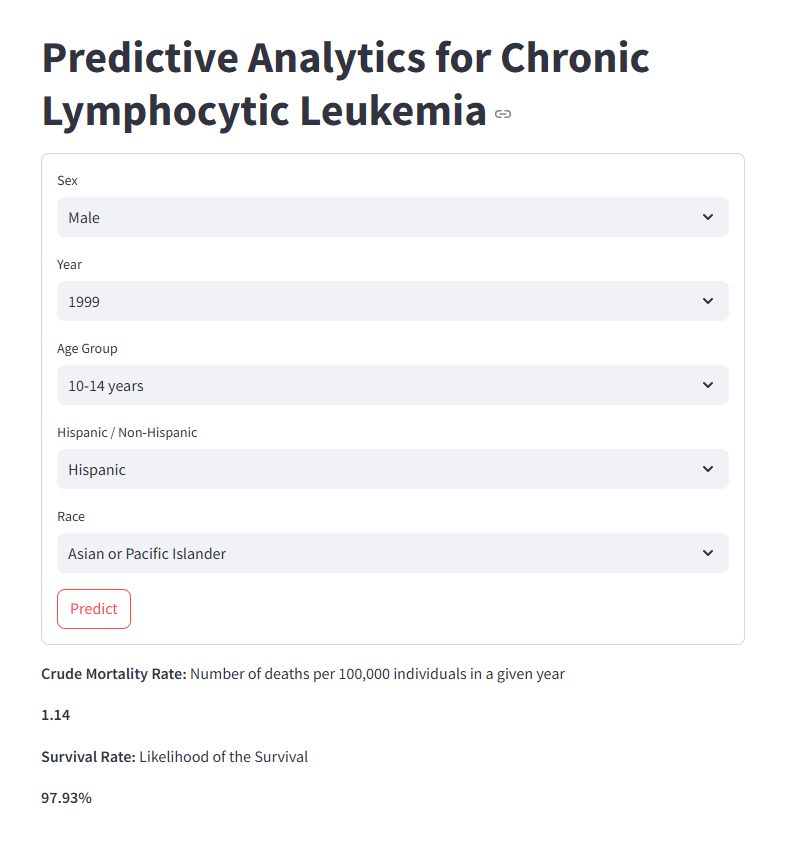 Predictive Analytics for Chronic
Lymphocytic Leukemia
Sex
Male
Year
1999
Age Group
10-14 years
Hispanic / Non-Hispanic
Hispanic
Race
Asian or Pacific Islander
Predict
Crude Mortality Rate: Number of deaths per 100,000 individuals in a given year
1.14
Survival Rate: Likelihood of the Survival
97.93%